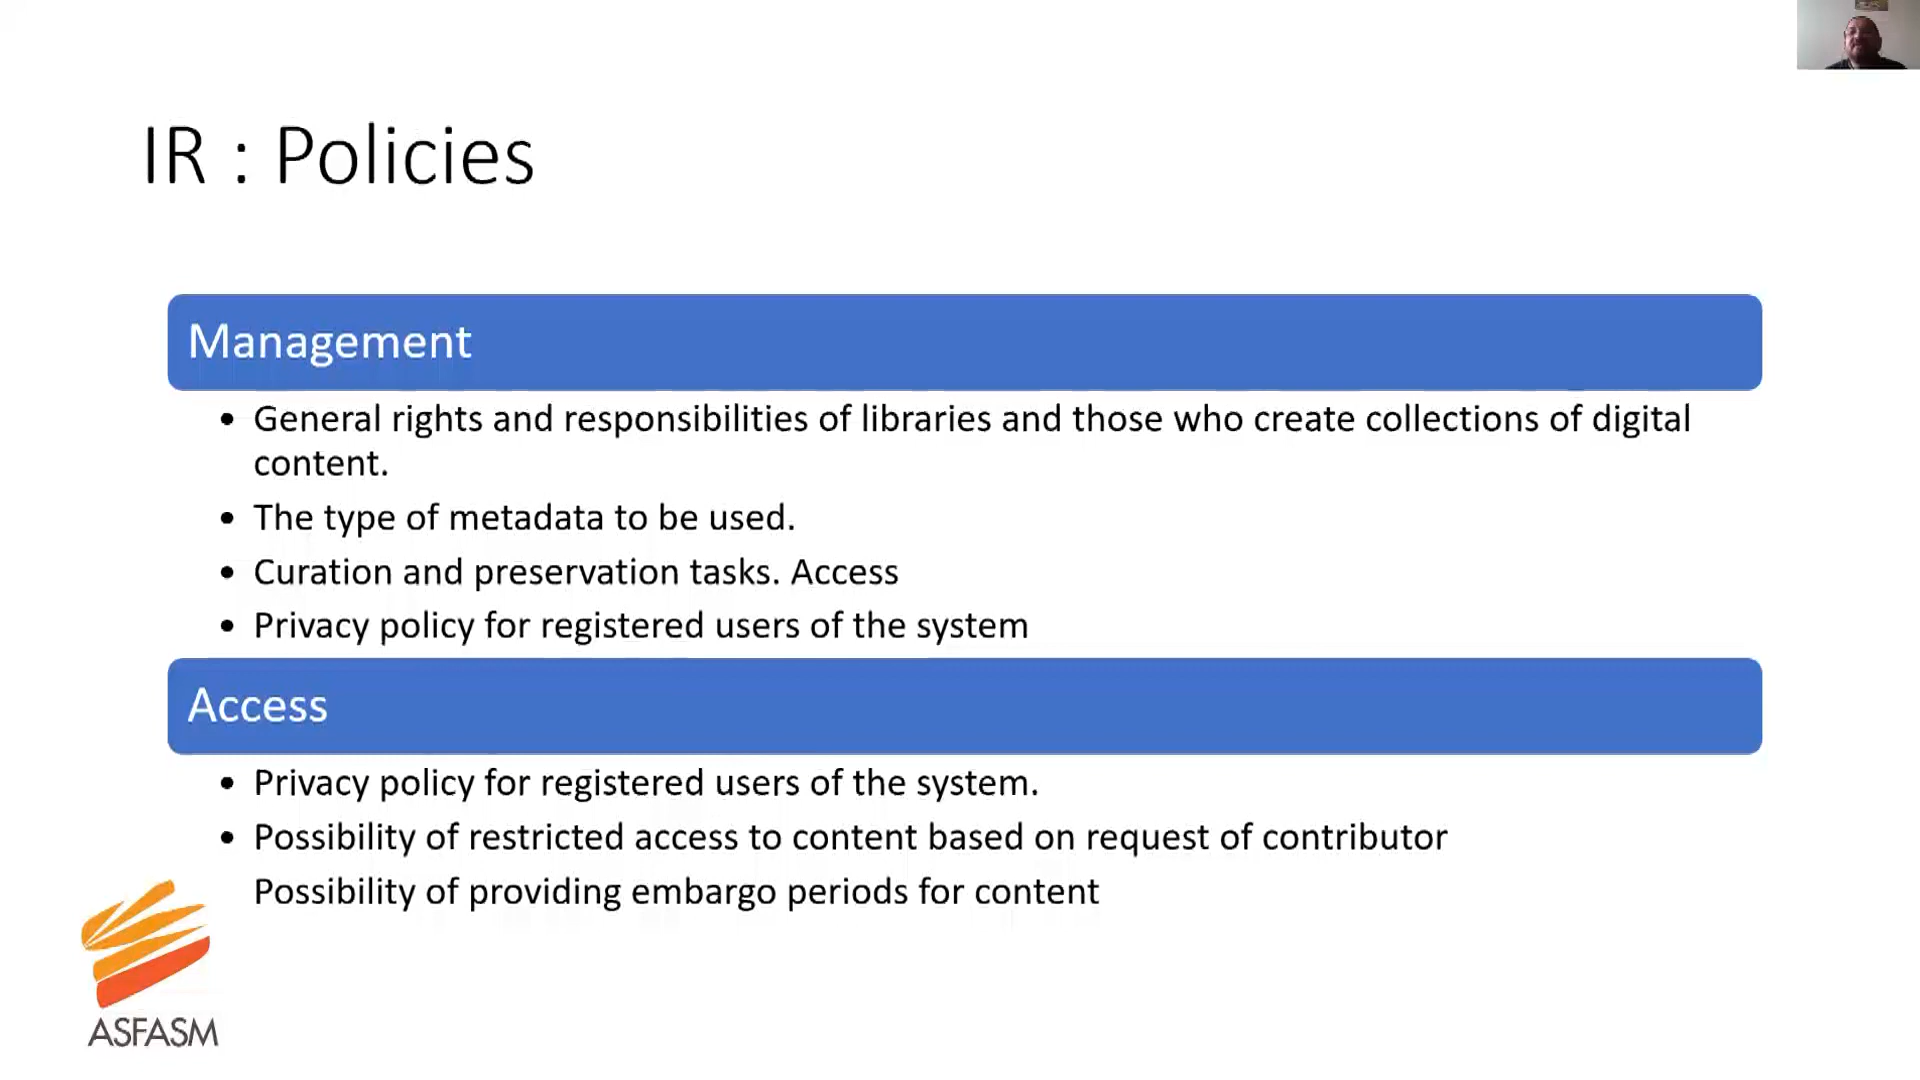 IR : Policies
Management
• General rights and responsibilities of libraries and those who create collections of digital
content.
• The type of metadata to be used.
• Curation and preservation tasks. Access
• Privacy policy for registered users of the system
Access
• Privacy policy for registered users of the system.
• Possibility of restricted access to content based on request of contributor
Possibility of providing embargo periods for content
ASFASM